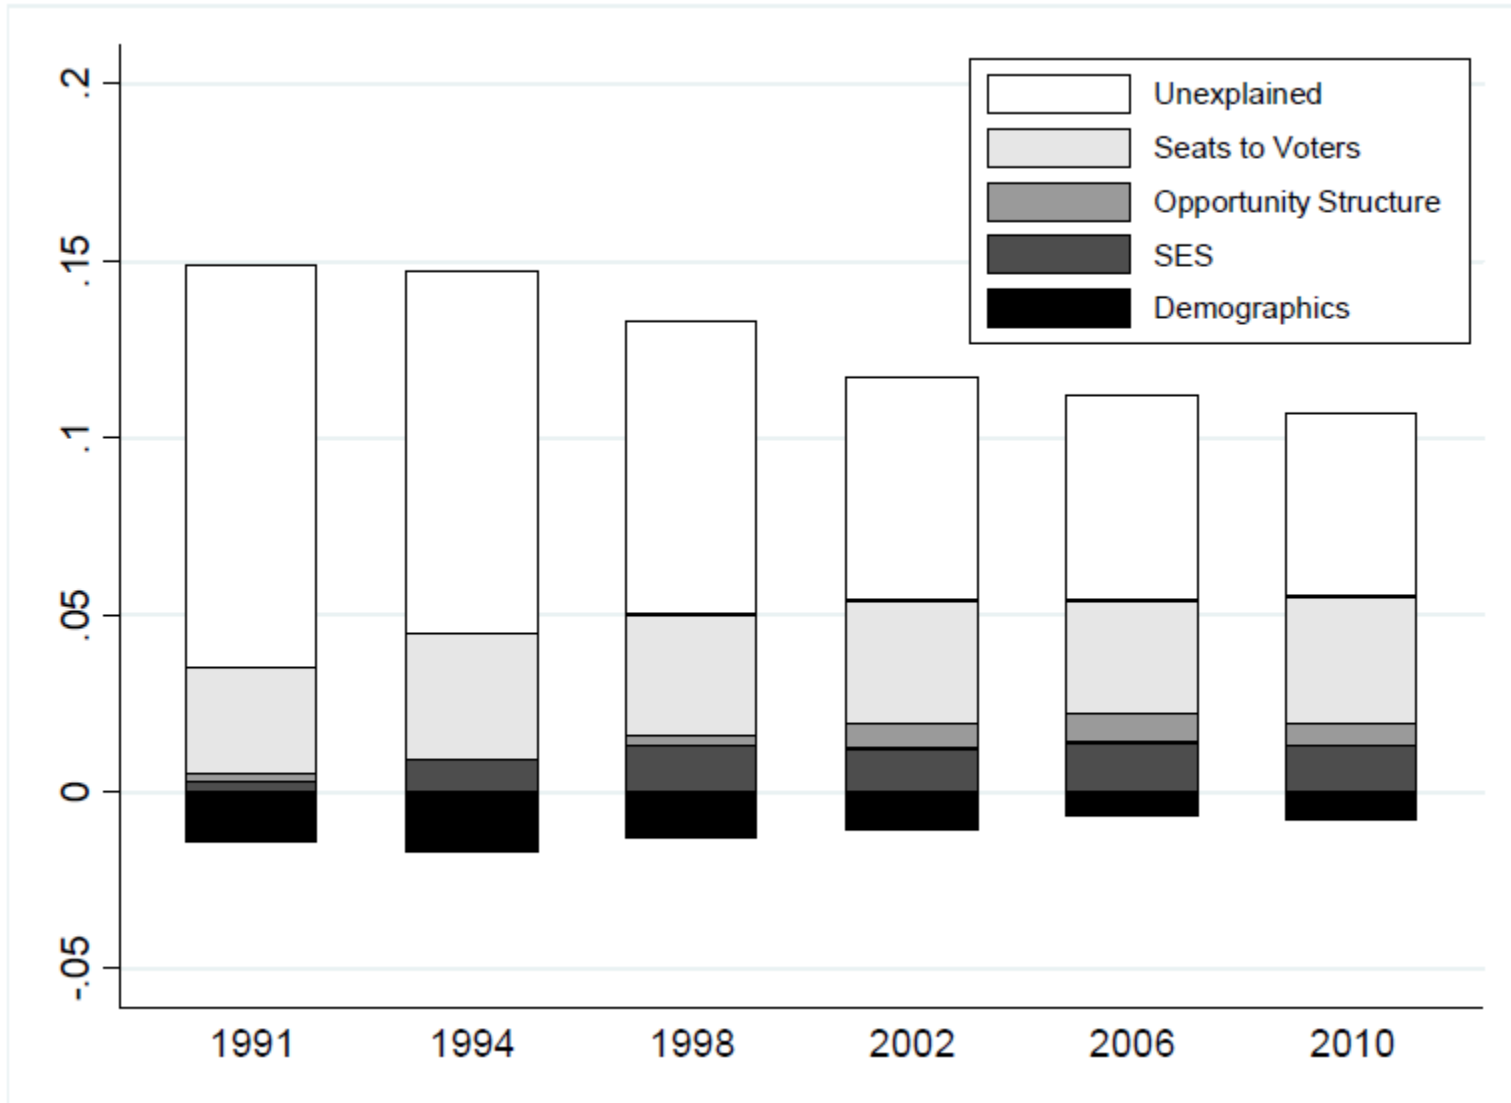 .2
.15
.1
.05
0
-.05
Unexplained
Seats to Voters
Opportunity Structure
SES
Demographics
1991 1994 1998 2002 2006 2010